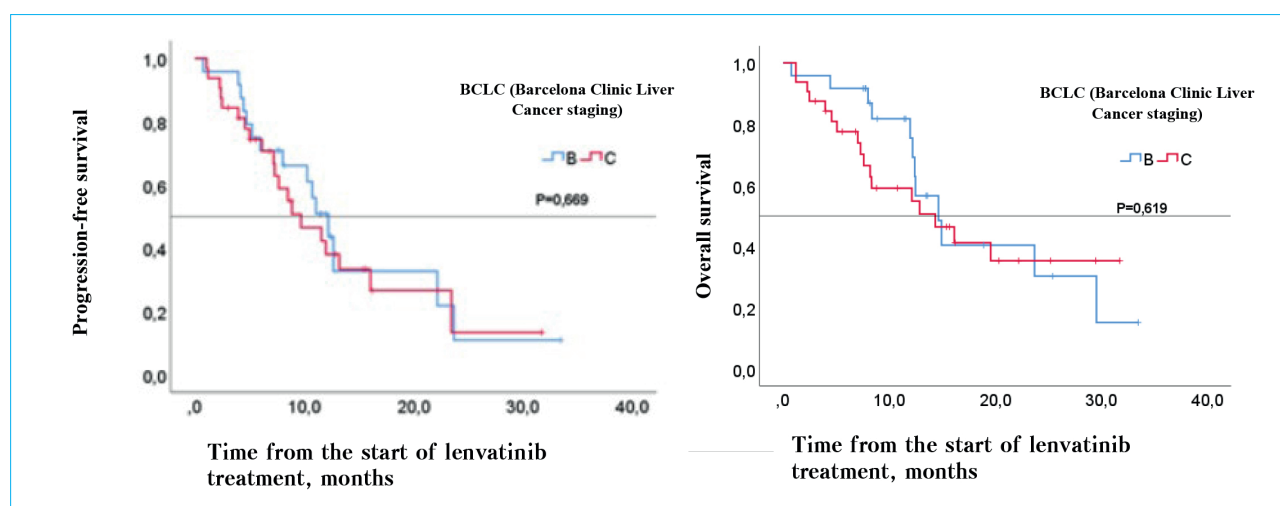 1,0
0,8
0,6
0,4
0,2
0,0
Progression-free survival
BCLC (Barcelona Clinic Liver
Cancer staging)
B C
P=0,669
,0 10,0 20,0 30,0 40,0
Time from the start of lenvatinib
treatment, months
1,0
0,8
0,6
0,4
0,2
0,0
Overall survival
BCLC (Barcelona Clinic Liver
Cancer staging)
B C
P=0,619
,0 10,0 20,0 30,0 40,0
Time from the start of lenvatinib
treatment, months